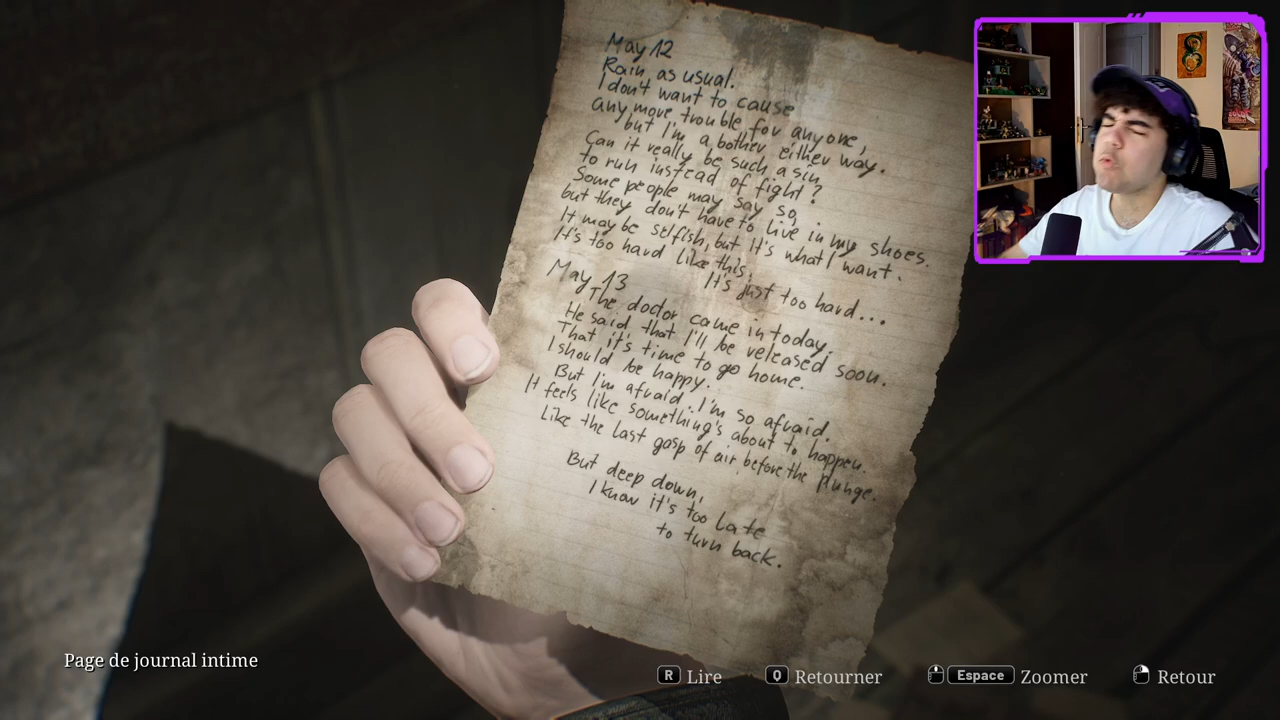 May 12
Rain as usual.
I don't want to cause
any more trouble for anyone,
but I'm a bother either way.
Can it really be such a sin
to run instead of fight?
Some people may say so,
but they don't have to live in my shoes.
It may be selfish, but it's what I want.
It's too hard like this.
It's just too hard...
May 13
The doctor came in today.
He said that I'll be released soon.
That it's time to go home.
I should be happy.
But I'm afraid. I'm so afraid.
It feels like something's about to happen.
Like the last gasp of air before the plunge.
But deep down,
I know it's too late
to turn back.
Page de journal intime
R Lire
Q Retourner
Espace Zoomer
Retour